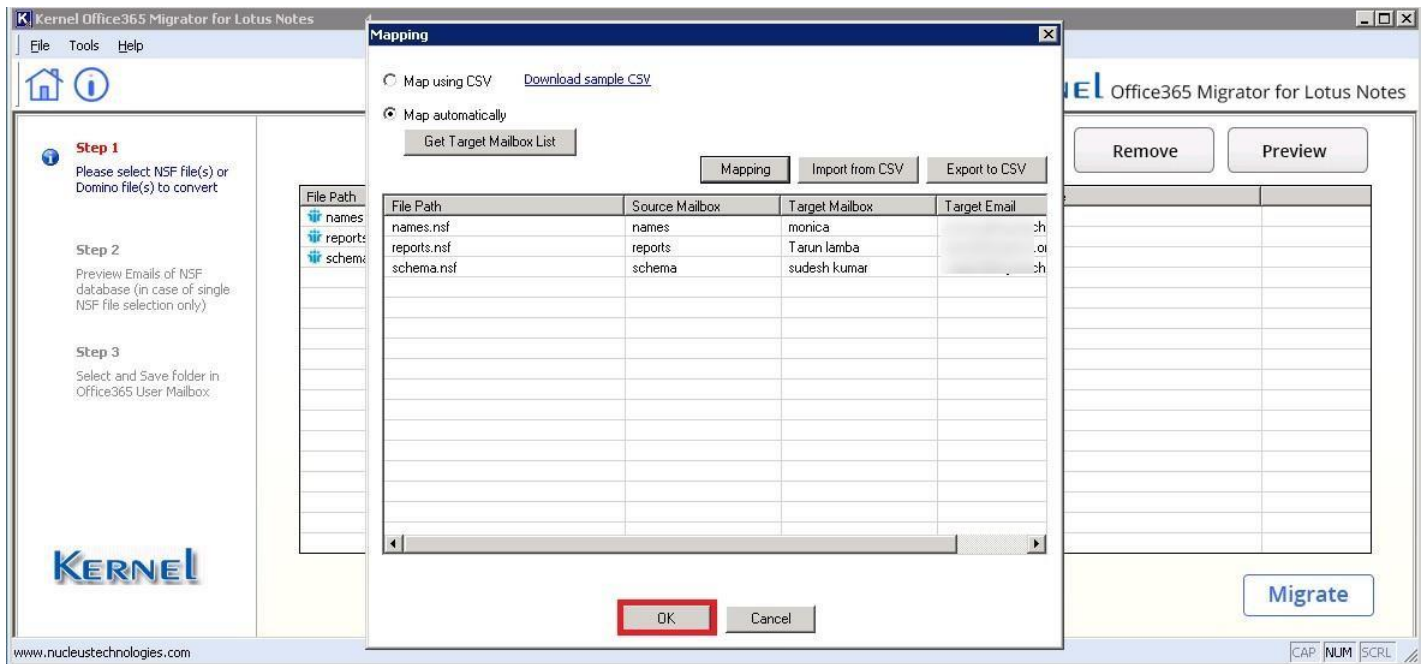 Kernel Office365 Migrator for Lotus Notes
File Tools Help
Office365 Migrator for Lotus Notes
Step 1
Please select NSF file(s) or
Domino file(s) to convert
Step 2
Preview Emails of NSF
database (in case of single
NSF file selection only)
Step 3
Select and Save folder in
Office365 User Mailbox
KERNEL
Remove Preview
File Path
names
reports
schema
Mapping
Map using CSV Download sample CSV
Map automatically
Get Target Mailbox List
Mapping Import from CSV Export to CSV
File Path Source Mailbox Target Mailbox Target Email
names.nsf names monica
reports.nsf reports Tarun lamba
schema.nsf schema sudesh kumar
OK Cancel
Migrate
www.nucleustechnologies.com CAP NUM SCRL